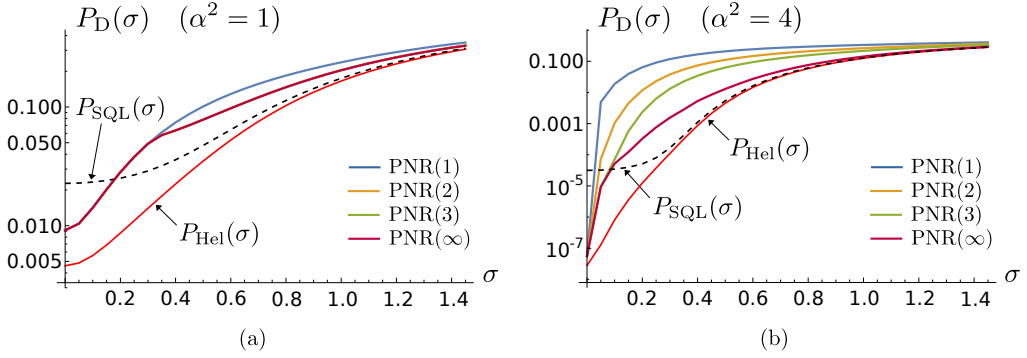 P_D(σ) (α² = 1)
0.100
0.050
0.010
0.005
P_SQL(σ)
P_Hel(σ)
PNR(1)
PNR(2)
PNR(3)
PNR(∞)
0.2 0.4 0.6 0.8 1.0 1.2 1.4
σ
(a)
P_D(σ) (α² = 4)
0.100
0.001
10⁻⁵
10⁻⁷
P_Hel(σ)
P_SQL(σ)
PNR(1)
PNR(2)
PNR(3)
PNR(∞)
0.2 0.4 0.6 0.8 1.0 1.2 1.4
σ
(b)